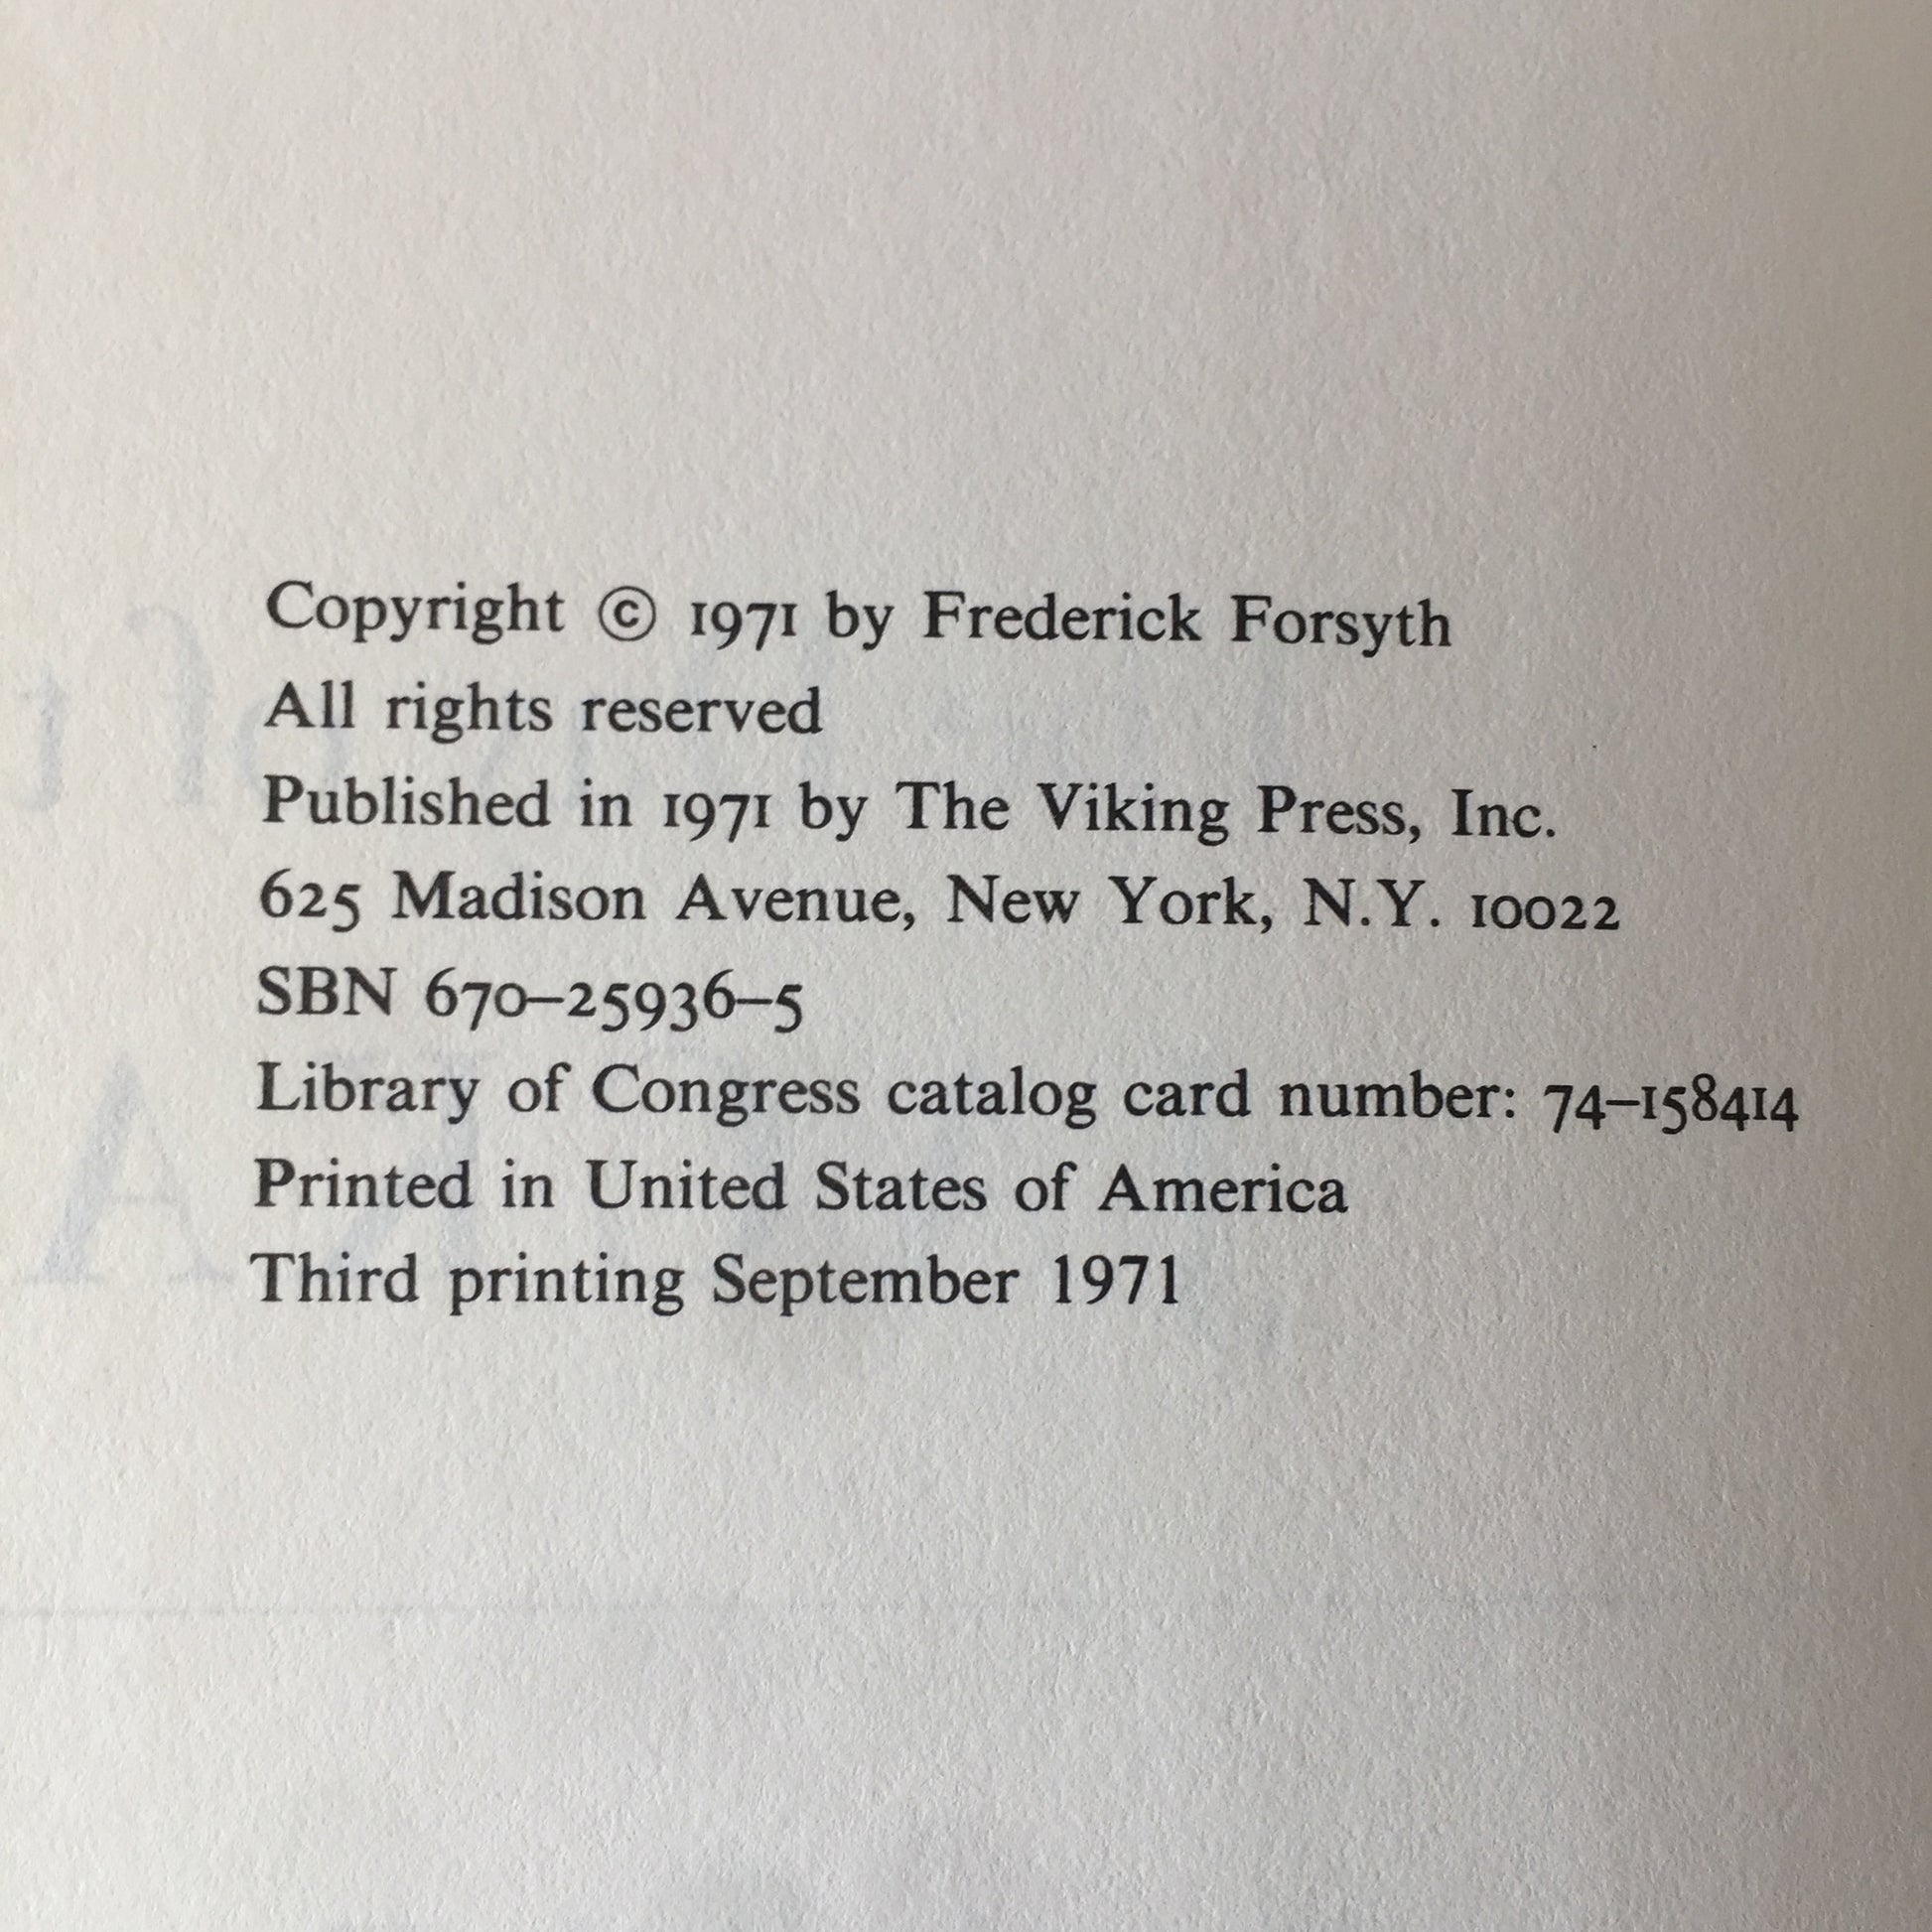 Copyright © 1971 by Frederick Forsyth
All rights reserved
Published in 1971 by The Viking Press, Inc.
625 Madison Avenue, New York, N.Y. 10022
SBN 670–25936–5
Library of Congress catalog card number: 74–158414
Printed in United States of America
Third printing September 1971